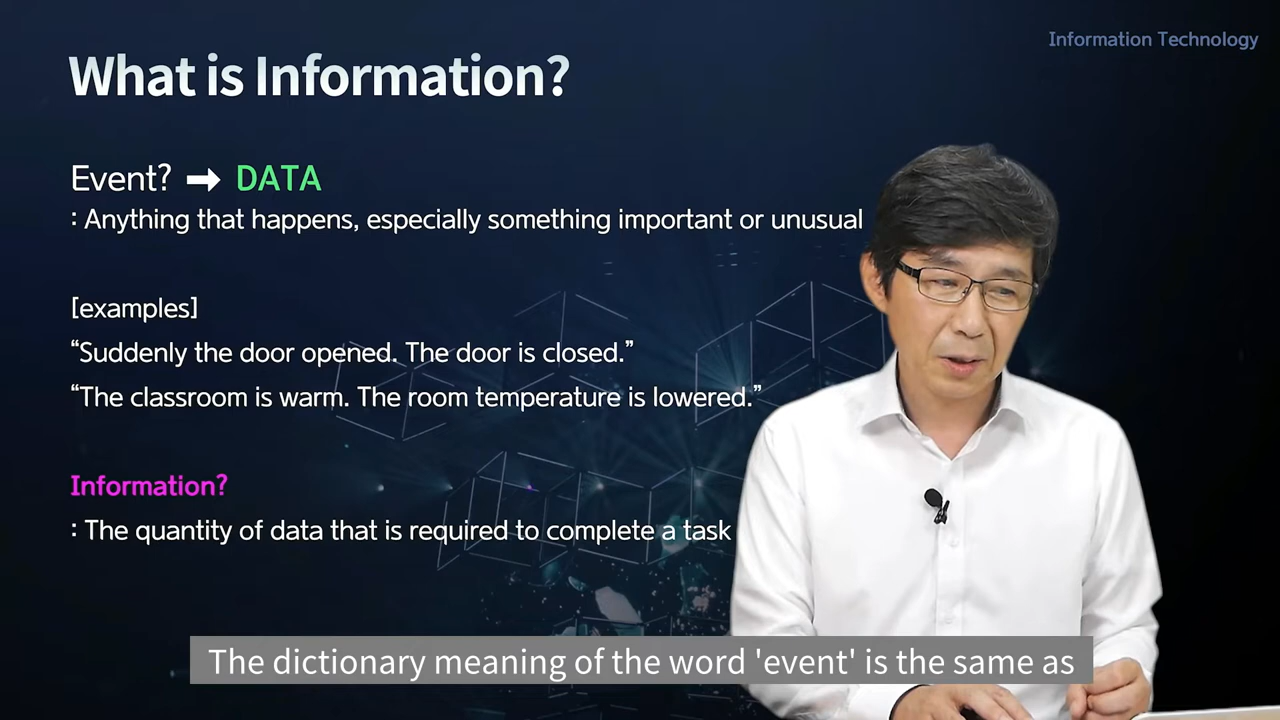 Information Technology
What is Information?
Event? ➡ DATA
: Anything that happens, especially something important or unusual
[examples]
“Suddenly the door opened. The door is closed.”
“The classroom is warm. The room temperature is lowered.”
Information?
: The quantity of data that is required to complete a task
The dictionary meaning of the word 'event' is the same as